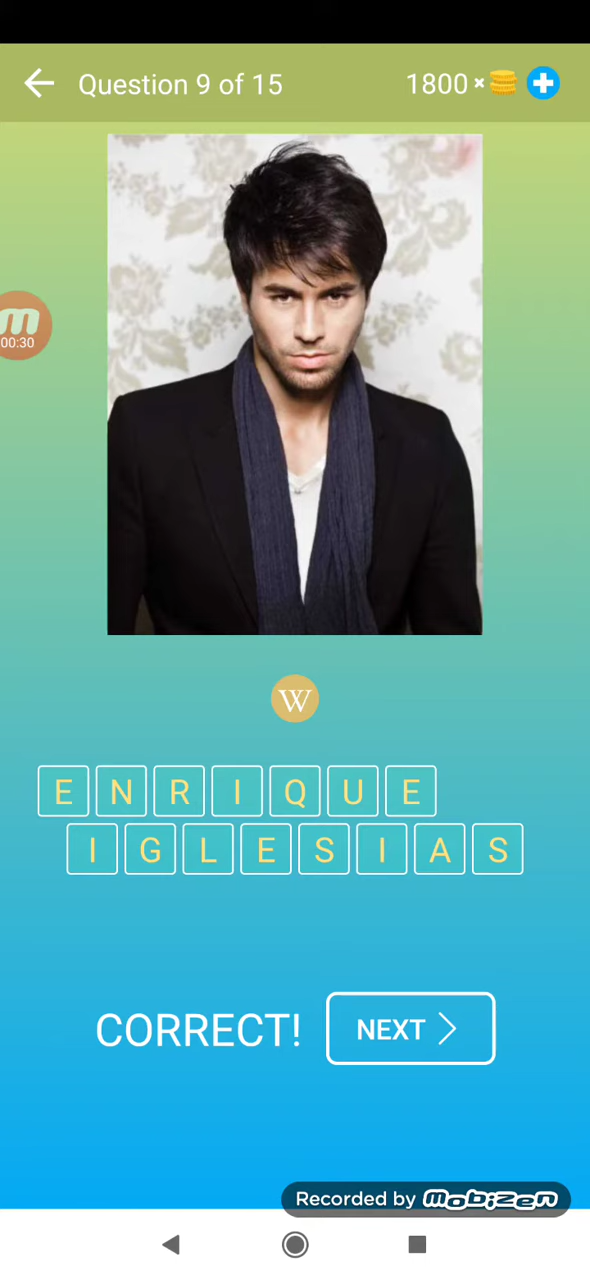 Question 9 of 15
1800 ×
m
00:30
W
ENRIQUE
IGLESIAS
CORRECT!
NEXT >
Recorded by mobizen